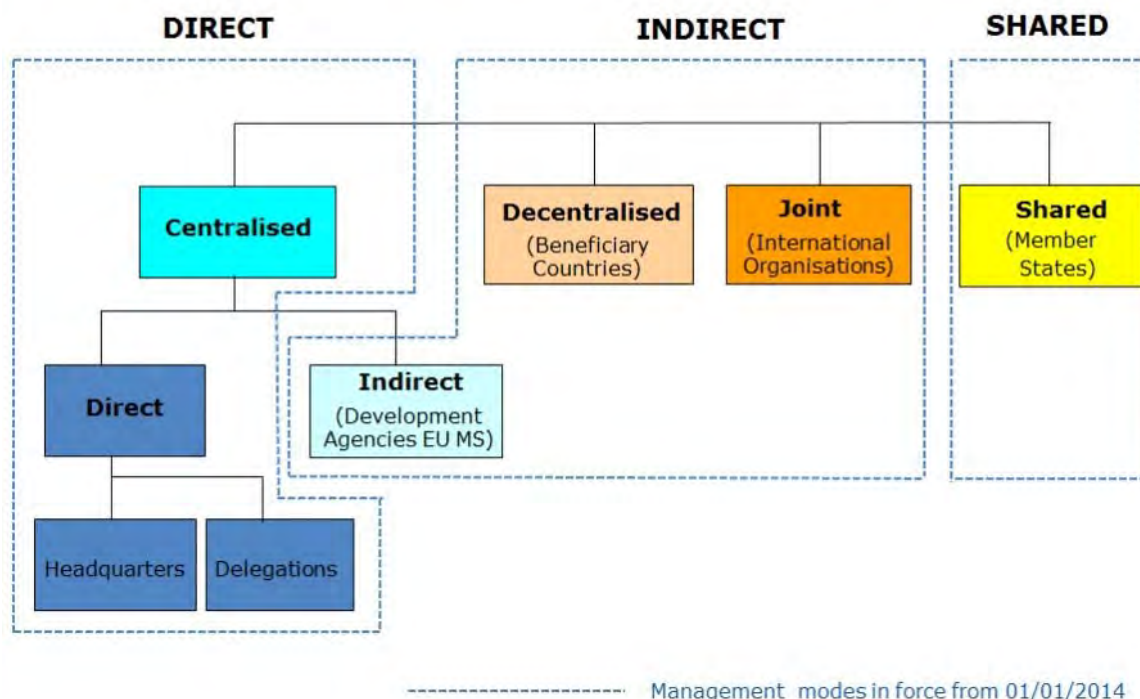 DIRECT
INDIRECT
SHARED
Centralised
Decentralised
(Beneficiary
Countries)
Joint
(International
Organisations)
Shared
(Member
States)
Direct
Indirect
(Development
Agencies EU MS)
Headquarters
Delegations
Management modes in force from 01/01/2014